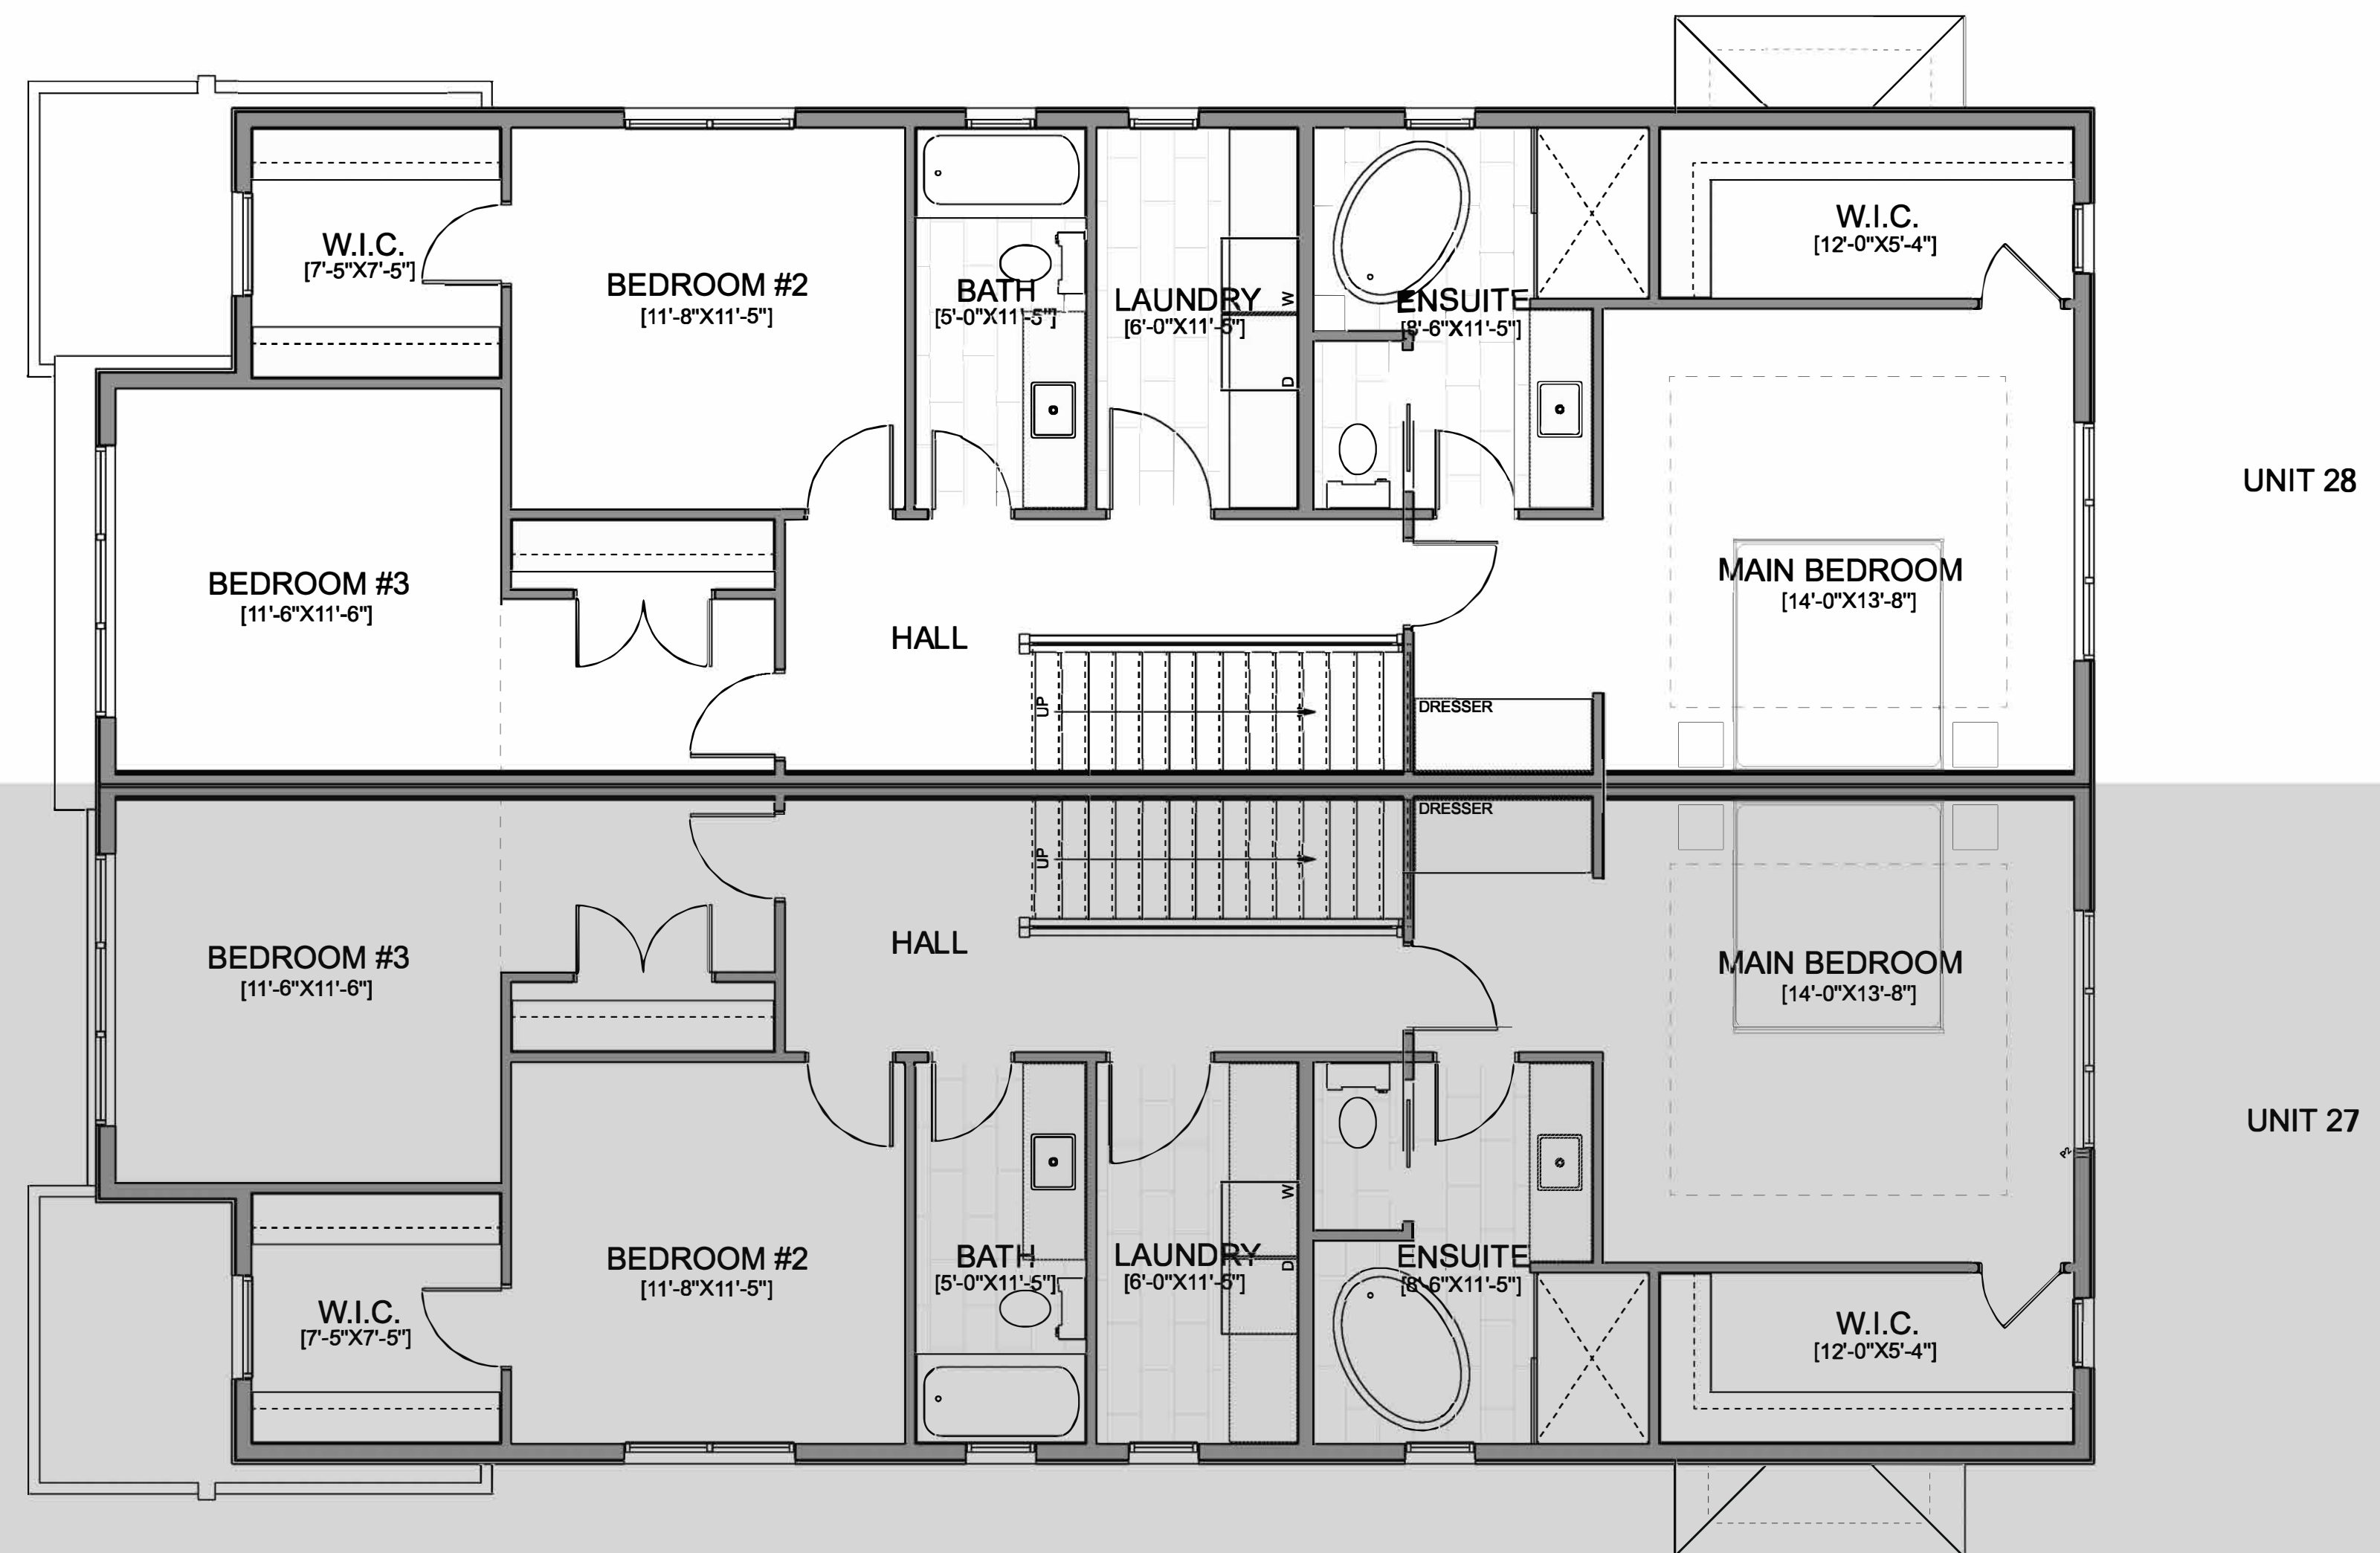 W.I.C.
[7'-5"X7'-5"]
BEDROOM #2
[11'-8"X11'-5"]
BATH
[5'-0"X11'-5"]
LAUNDRY
[6'-0"X11'-5"]
W
D
ENSUITE
[8'-6"X11'-5"]
W.I.C.
[12'-0"X5'-4"]
UNIT 28
BEDROOM #3
[11'-6"X11'-6"]
HALL
UP
DRESSER
MAIN BEDROOM
[14'-0"X13'-8"]
BEDROOM #3
[11'-6"X11'-6"]
HALL
UP
DRESSER
MAIN BEDROOM
[14'-0"X13'-8"]
UNIT 27
P2
W.I.C.
[7'-5"X7'-5"]
BEDROOM #2
[11'-8"X11'-5"]
BATH
[5'-0"X11'-5"]
LAUNDRY
[6'-0"X11'-5"]
W
D
ENSUITE
[8'-6"X11'-5"]
W.I.C.
[12'-0"X5'-4"]